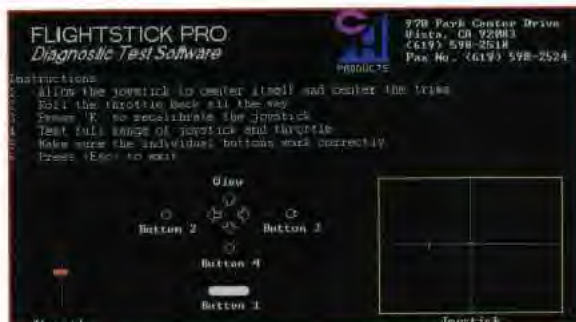 FLIGHTSTICK PRO
Diagnostic Test Software
CH
PRODUCTS
970 Park Center Drive
Vista, CA 92083
(619) 598-2518
Fax No. (619) 598-2524
Instructions
Allow the joystick to center itself and center the trims
Roll the throttle back all the way
Press 'K' to recalibrate the joystick
Test full range of joystick and throttle
Make sure the individual buttons work correctly
Press (Esc) to exit
View
Button 2
Button 3
Button 4
Button 1
Joystick